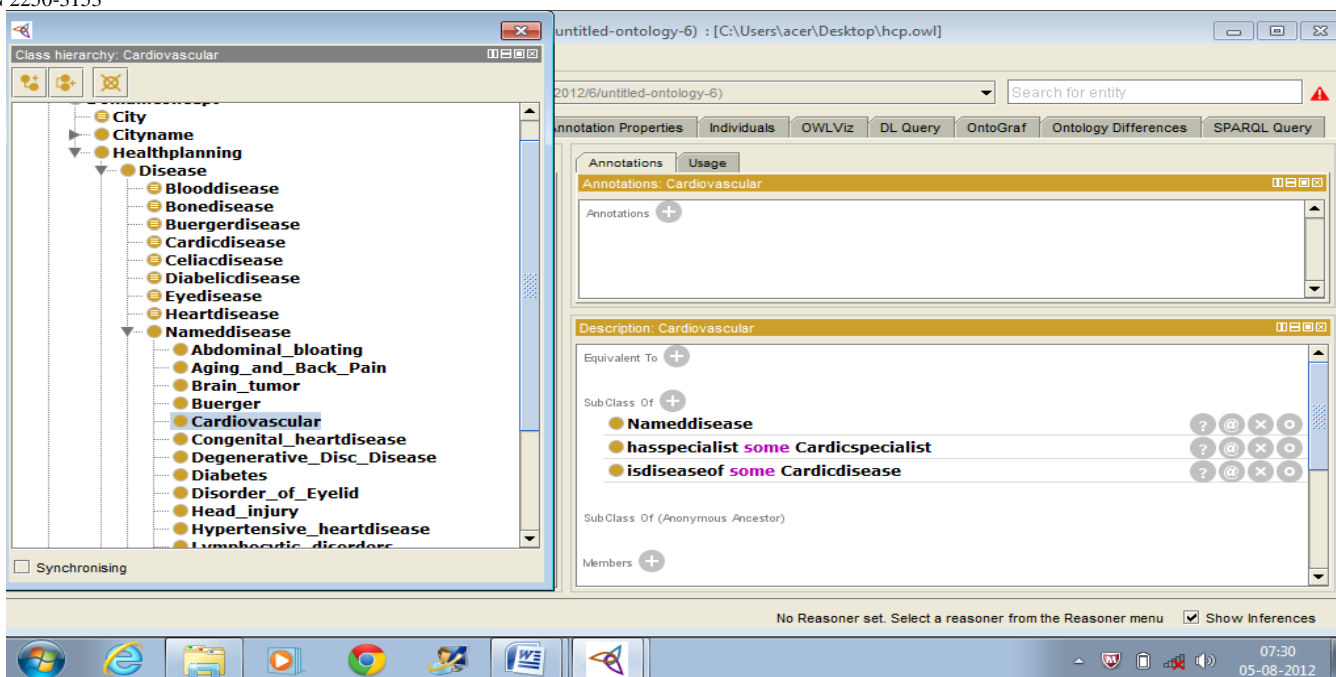 2250-3153
untitled-ontology-6) : [C:\Users\acer\Desktop\hcp.owl]
Class hierarchy: Cardiovascular
2012/6/untitled-ontology-6)
Search for entity
Annotation Properties Individuals OWLViz DL Query OntoGraf Ontology Differences SPARQL Query
City
Cityname
Healthplanning
Disease
Blooddisease
Bonedisease
Buergerdisease
Cardicdisease
Celiacdisease
Diabelicdisease
Eyedisease
Heartdisease
Nameddisease
Abdominal_bloating
Aging_and_Back_Pain
Brain_tumor
Buerger
Cardiovascular
Congenital_heartdisease
Degenerative_Disc_Disease
Diabetes
Disorder_of_Eyelid
Head_injury
Hypertensive_heartdisease
Lymphocytic_disorders
Synchronising
Annotations Usage
Annotations: Cardiovascular
Annotations
Description: Cardiovascular
Equivalent To
SubClass Of
Nameddisease
hasspecialist some Cardicspecialist
isdiseaseof some Cardicdisease
SubClass Of (Anonymous Ancestor)
Members
No Reasoner set. Select a reasoner from the Reasoner menu Show Inferences
07:30
05-08-2012